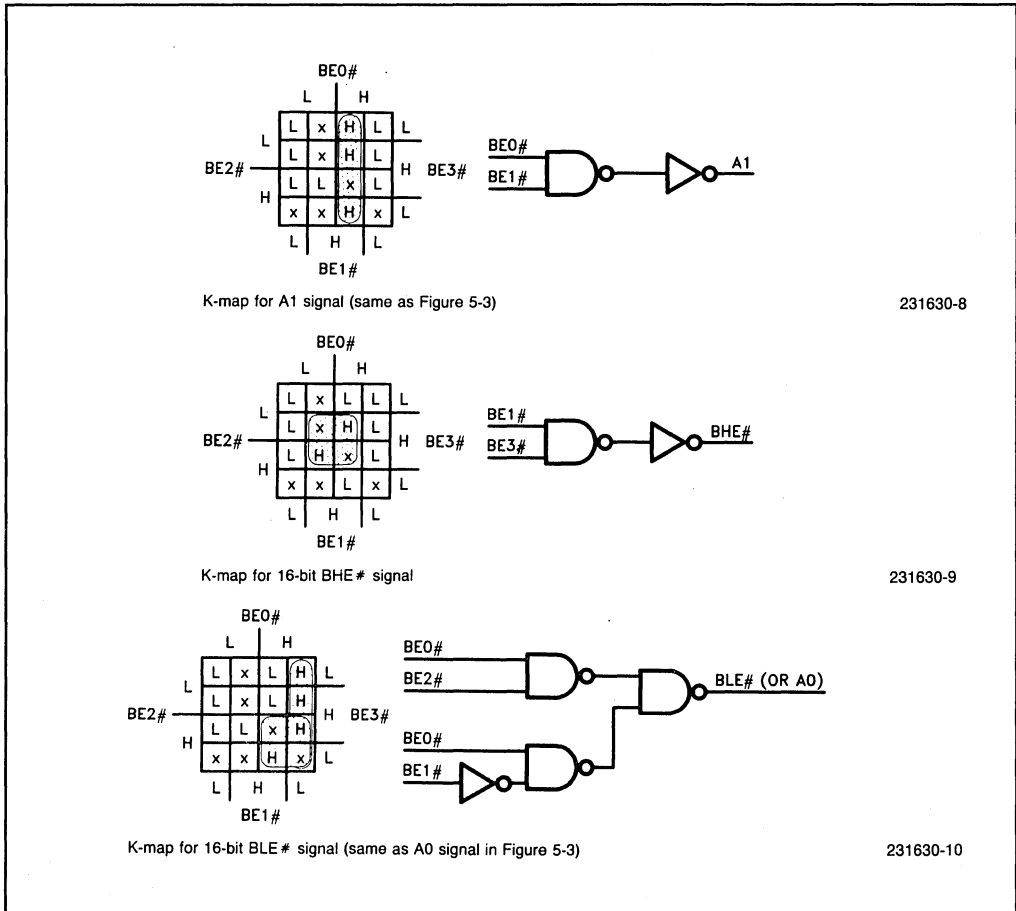 BE0#
L H
L x H L L
L
L x H L
BE2# H BE3#
L L x L
H
x x H x L
L H L
BE1#
BE0#
BE1#
A1
K-map for A1 signal (same as Figure 5-3)
231630-8
BE0#
L H
L x L L L
L
L x H L
BE2# H BE3#
L H x L
H
x x L x L
L H L
BE1#
BE1#
BE3#
BHE#
K-map for 16-bit BHE# signal
231630-9
BE0#
L H
L x L H L
L
L x L H
BE2# H BE3#
L L x H
H
x x H x L
L H L
BE1#
BE0#
BE2#
BE0#
BE1#
BLE# (OR A0)
K-map for 16-bit BLE# signal (same as A0 signal in Figure 5-3)
231630-10